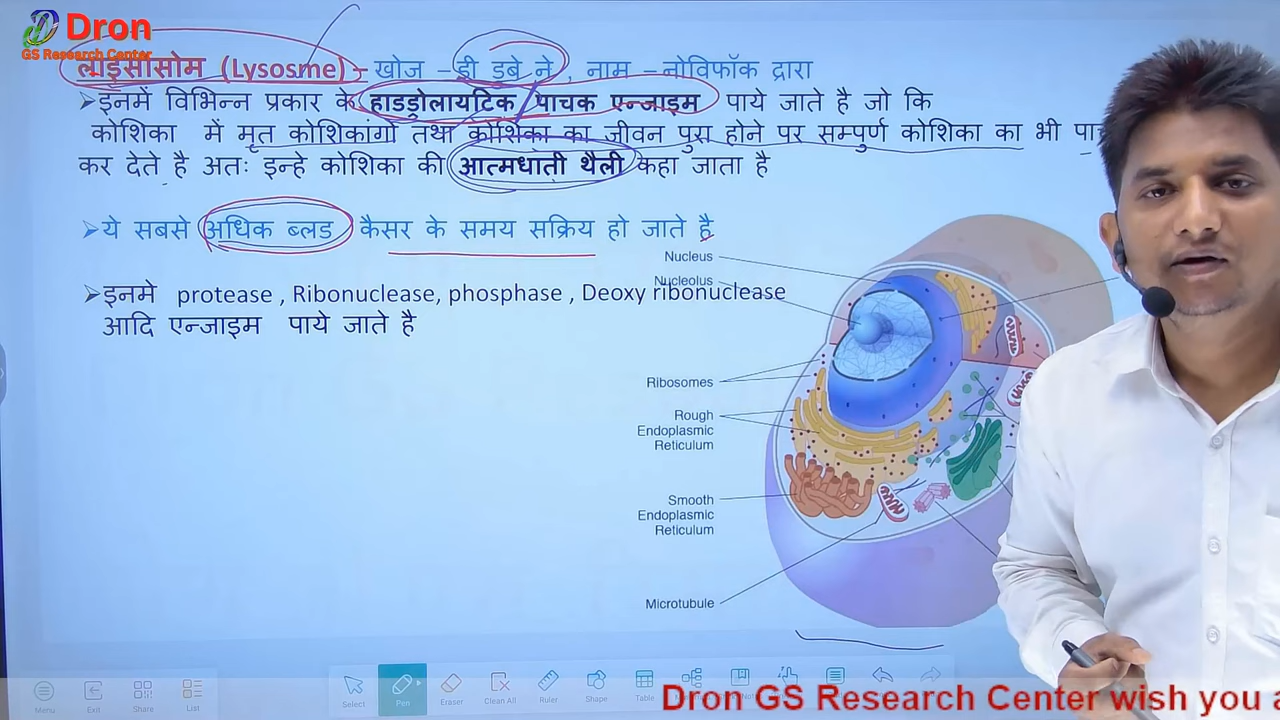 Dron
GS Research Center
लाइसोसोम (Lysosme) - खोज – डी डुबे ने , नाम – नोविफॉक द्वारा
➢इनमें विभिन्न प्रकार के हाडड्रोलायटिक पाचक एन्जाइम पाये जाते है जो कि
कोशिका में मृत कोशिकांगो तथा कोशिका का जीवन पुरा होने पर सम्पुर्ण कोशिका का भी
कर देते है अतः इन्हे कोशिका की आत्मधाती थैली कहा जाता है
➢ये सबसे अधिक ब्लड कैसर के समय सक्रिय हो जाते है
➢इनमे protease , Ribonuclease, phosphase , Deoxy ribonuclease
आदि एन्जाइम पाये जाते है
Nucleus
Nucleolus
Ribosomes
Rough
Endoplasmic
Reticulum
Smooth
Endoplasmic
Reticulum
Microtubule
Menu
Exit
Share
List
Select
Pen
Eraser
Clean All
Ruler
Shape
Table
Dron GS Research Center wish you a